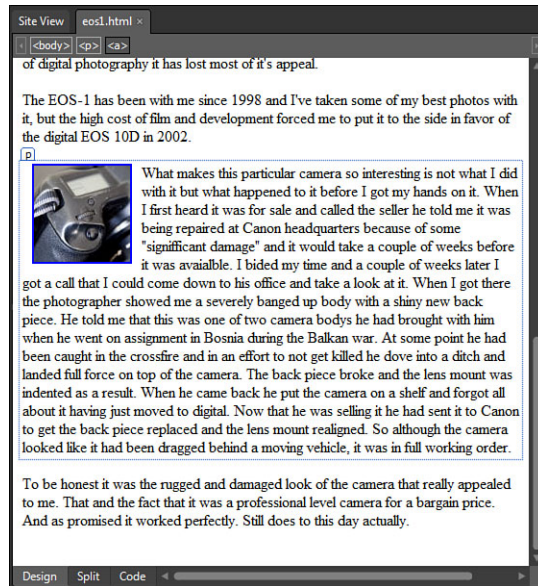 Site View eos1.html ×
<body> <p> <a>
of digital photography it has lost most of it's appeal.
The EOS-1 has been with me since 1998 and I've taken some of my best photos with
it, but the high cost of film and development forced me to put it to the side in favor of
the digital EOS 10D in 2002.
p
What makes this particular camera so interesting is not what I did
with it but what happened to it before I got my hands on it. When
I first heard it was for sale and called the seller he told me it was
being repaired at Canon headquarters because of some
"signifficant damage" and it would take a couple of weeks before
it was avaialble. I bided my time and a couple of weeks later I
got a call that I could come down to his office and take a look at it. When I got there
the photographer showed me a severely banged up body with a shiny new back
piece. He told me that this was one of two camera bodys he had brought with him
when he went on assignment in Bosnia during the Balkan war. At some point he had
been caught in the crossfire and in an effort to not get killed he dove into a ditch and
landed full force on top of the camera. The back piece broke and the lens mount was
indented as a result. When he came back he put the camera on a shelf and forgot all
about it having just moved to digital. Now that he was selling it he had sent it to Canon
to get the back piece replaced and the lens mount realigned. So although the camera
looked like it had been dragged behind a moving vehicle, it was in full working order.
To be honest it was the rugged and damaged look of the camera that really appealed
to me. That and the fact that it was a professional level camera for a bargain price.
And as promised it worked perfectly. Still does to this day actually.
Design Split Code